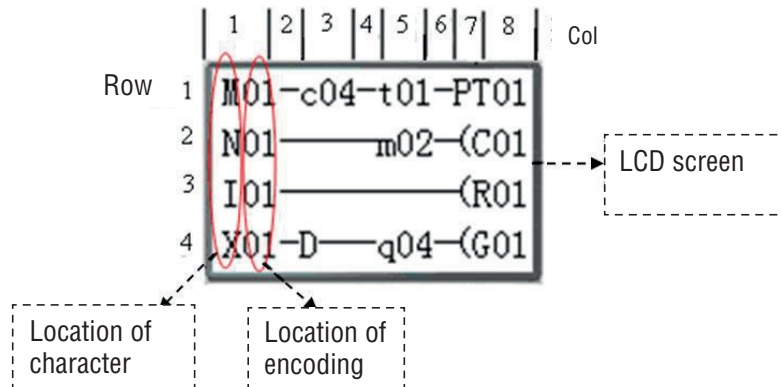 1 2 3 4 5 6 7 8 Col
Row 1 M01-c04-t01-PT01
2 N01———m02-(C01
LCD screen
3 I01——————(R01
4 X01-D——q04-(G01
Location of character
Location of encoding